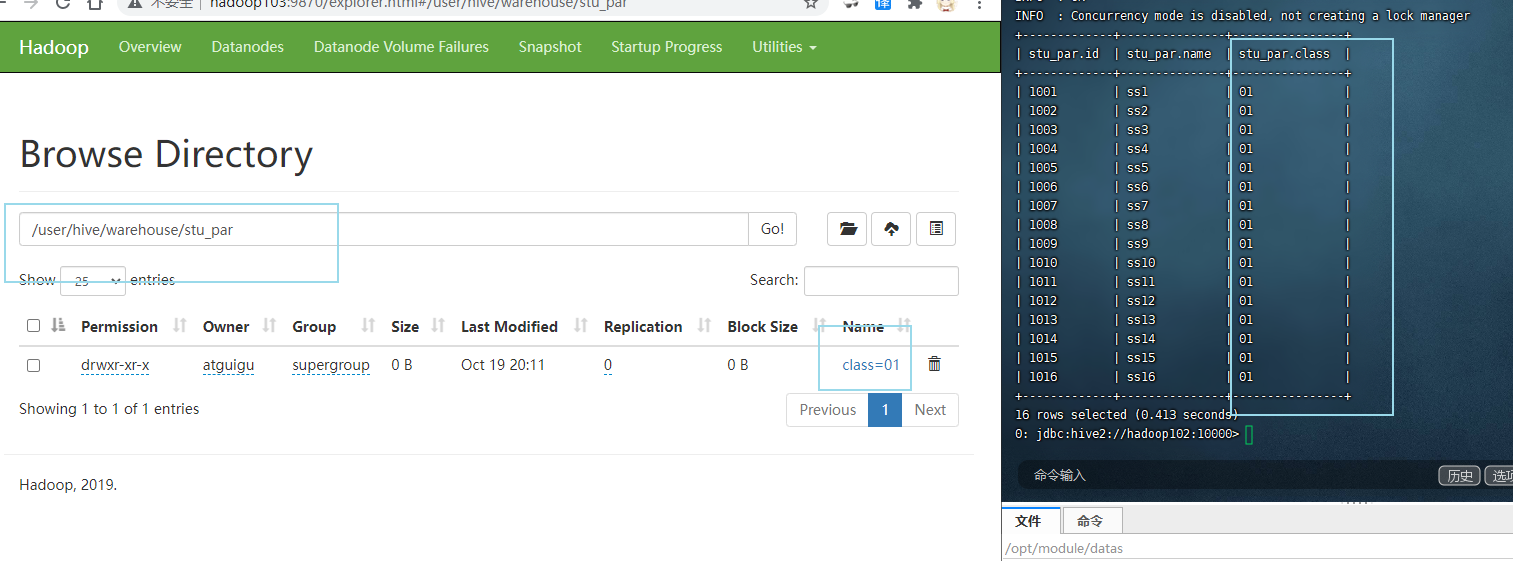 不安全 hadoop103:9870/explorer.html#/user/hive/warehouse/stu_par
Hadoop Overview Datanodes Datanode Volume Failures Snapshot Startup Progress Utilities
Browse Directory
/user/hive/warehouse/stu_par Go!
Show 25 entries Search:
Permission Owner Group Size Last Modified Replication Block Size Name
drwxr-xr-x atguigu supergroup 0 B Oct 19 20:11 0 0 B class=01
Showing 1 to 1 of 1 entries Previous 1 Next
Hadoop, 2019.
INFO : Concurrency mode is disabled, not creating a lock manager
+--------------+---------------+----------------+
| stu_par.id | stu_par.name | stu_par.class |
+--------------+---------------+----------------+
| 1001 | ss1 | 01 |
| 1002 | ss2 | 01 |
| 1003 | ss3 | 01 |
| 1004 | ss4 | 01 |
| 1005 | ss5 | 01 |
| 1006 | ss6 | 01 |
| 1007 | ss7 | 01 |
| 1008 | ss8 | 01 |
| 1009 | ss9 | 01 |
| 1010 | ss10 | 01 |
| 1011 | ss11 | 01 |
| 1012 | ss12 | 01 |
| 1013 | ss13 | 01 |
| 1014 | ss14 | 01 |
| 1015 | ss15 | 01 |
| 1016 | ss16 | 01 |
+--------------+---------------+----------------+
16 rows selected (0.413 seconds)
0: jdbc:hive2://hadoop102:10000>
命令输入 历史 选项
文件 命令
/opt/module/datas